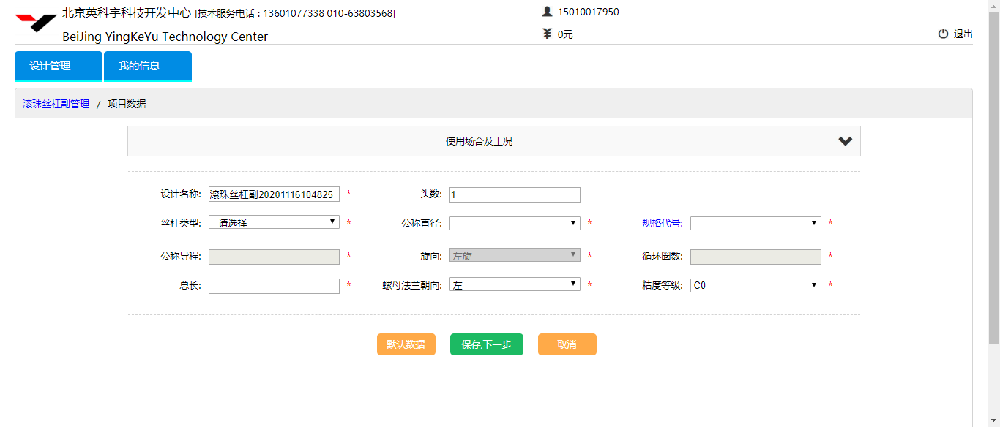 北京英科宇科技开发中心 [技术服务电话 : 13601077338 010-63803568]
15010017950
BeiJing YingKeYu Technology Center
0元
退出
设计管理 我的信息
滚珠丝杠副管理 / 项目数据
使用场合及工况
设计名称: 滚珠丝杠副20201116104825 * 头数: 1
丝杠类型: --请选择-- * 公称直径: * 规格代号: *
公称导程: * 旋向: 左旋 * 循环圈数: *
总长: * 螺母法兰朝向: 左 * 精度等级: C0 *
默认数据 保存,下一步 取消